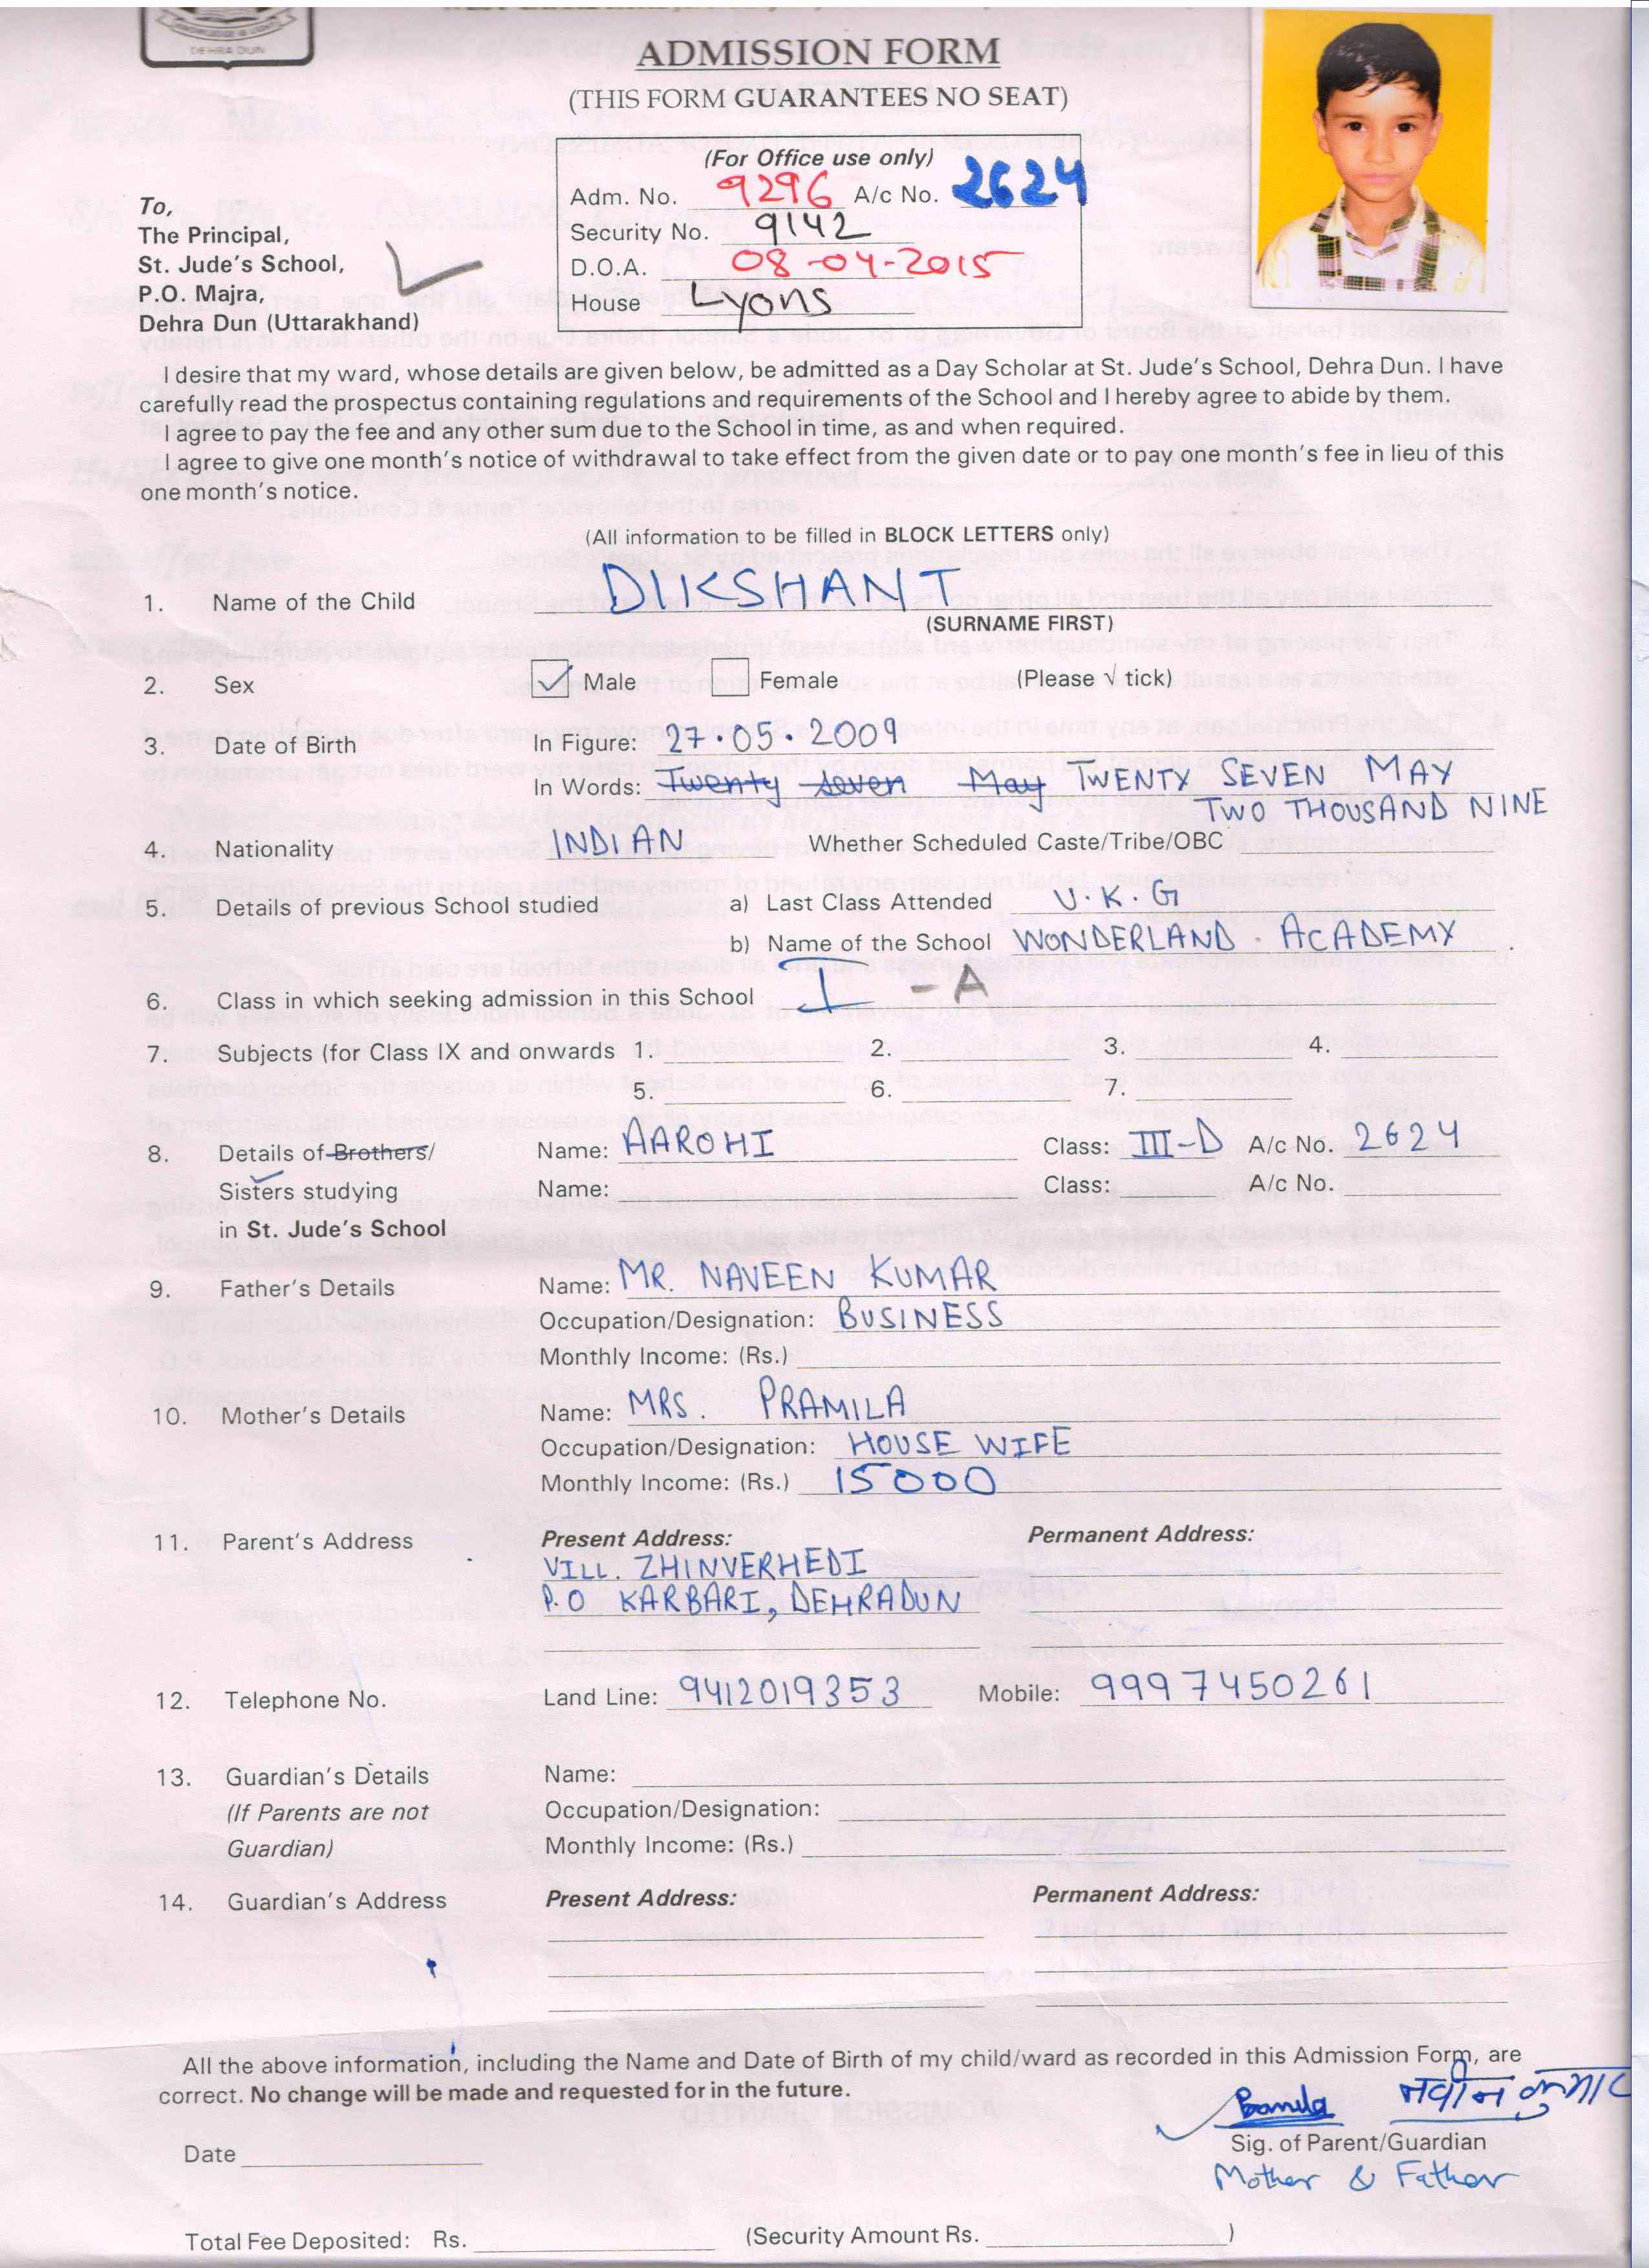 DEHRA DUN
ADMISSION FORM
(THIS FORM GUARANTEES NO SEAT)
(For Office use only)
Adm. No. 9296 A/c No. 2624
Security No. 9142
D.O.A. 08-04-2015
House Lyons
To,
The Principal,
St. Jude's School,
P.O. Majra,
Dehra Dun (Uttarakhand)
I desire that my ward, whose details are given below, be admitted as a Day Scholar at St. Jude's School, Dehra Dun. I have
carefully read the prospectus containing regulations and requirements of the School and I hereby agree to abide by them.
I agree to pay the fee and any other sum due to the School in time, as and when required.
I agree to give one month's notice of withdrawal to take effect from the given date or to pay one month's fee in lieu of this
one month's notice.
(All information to be filled in BLOCK LETTERS only)
1. Name of the Child DIKSHANT
(SURNAME FIRST)
2. Sex ✓ Male Female (Please √ tick)
3. Date of Birth In Figure: 27.05.2009
In Words: Twenty seven May TWENTY SEVEN MAY
TWO THOUSAND NINE
4. Nationality INDIAN Whether Scheduled Caste/Tribe/OBC
5. Details of previous School studied a) Last Class Attended U.K.G
b) Name of the School WONDERLAND. ACADEMY
6. Class in which seeking admission in this School I - A
7. Subjects (for Class IX and onwards 1. 2. 3. 4.
5. 6. 7.
8. Details of Brothers/ Name: AAROHI Class: III-D A/c No. 2624
Sisters studying Name: Class: A/c No.
in St. Jude's School
9. Father's Details Name: MR. NAVEEN KUMAR
Occupation/Designation: BUSINESS
Monthly Income: (Rs.)
10. Mother's Details Name: MRS. PRAMILA
Occupation/Designation: HOUSE WIFE
Monthly Income: (Rs.) 15000
11. Parent's Address Present Address: Permanent Address:
VILL. ZHINVERHEDI
P.O KARBARI, DEHRADUN
12. Telephone No. Land Line: 9412019353 Mobile: 9997450261
13. Guardian's Details Name:
(If Parents are not Occupation/Designation:
Guardian) Monthly Income: (Rs.)
14. Guardian's Address Present Address: Permanent Address:
All the above information, including the Name and Date of Birth of my child/ward as recorded in this Admission Form, are
correct. No change will be made and requested for in the future.
नवीन कुमार
Date Sig. of Parent/Guardian
Mother & Father
Total Fee Deposited: Rs. (Security Amount Rs. )